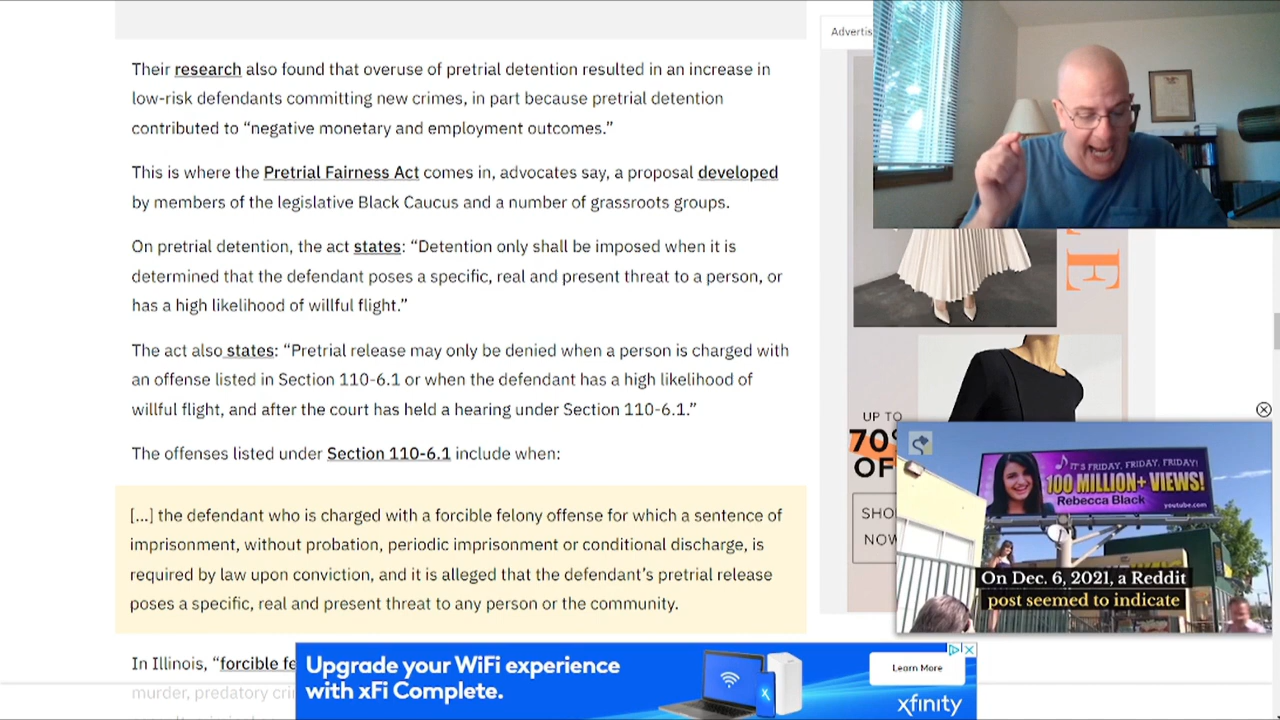 Their research also found that overuse of pretrial detention resulted in an increase in
low-risk defendants committing new crimes, in part because pretrial detention
contributed to “negative monetary and employment outcomes.”
This is where the Pretrial Fairness Act comes in, advocates say, a proposal developed
by members of the legislative Black Caucus and a number of grassroots groups.
On pretrial detention, the act states: “Detention only shall be imposed when it is
determined that the defendant poses a specific, real and present threat to a person, or
has a high likelihood of willful flight.”
The act also states: “Pretrial release may only be denied when a person is charged with
an offense listed in Section 110-6.1 or when the defendant has a high likelihood of
willful flight, and after the court has held a hearing under Section 110-6.1.”
The offenses listed under Section 110-6.1 include when:
[...] the defendant who is charged with a forcible felony offense for which a sentence of
imprisonment, without probation, periodic imprisonment or conditional discharge, is
required by law upon conviction, and it is alleged that the defendant’s pretrial release
poses a specific, real and present threat to any person or the community.
In Illinois, “forcible fe
murder, predatory cri
Advertis
E
UP TO
70%
OF
SHO
NOW
IT'S FRIDAY, FRIDAY, FRIDAY!
100 MILLION+ VIEWS!
Rebecca Black
youtube.com
On Dec. 6, 2021, a Reddit
post seemed to indicate
Upgrade your WiFi experience
with xFi Complete.
Learn More
xfinity